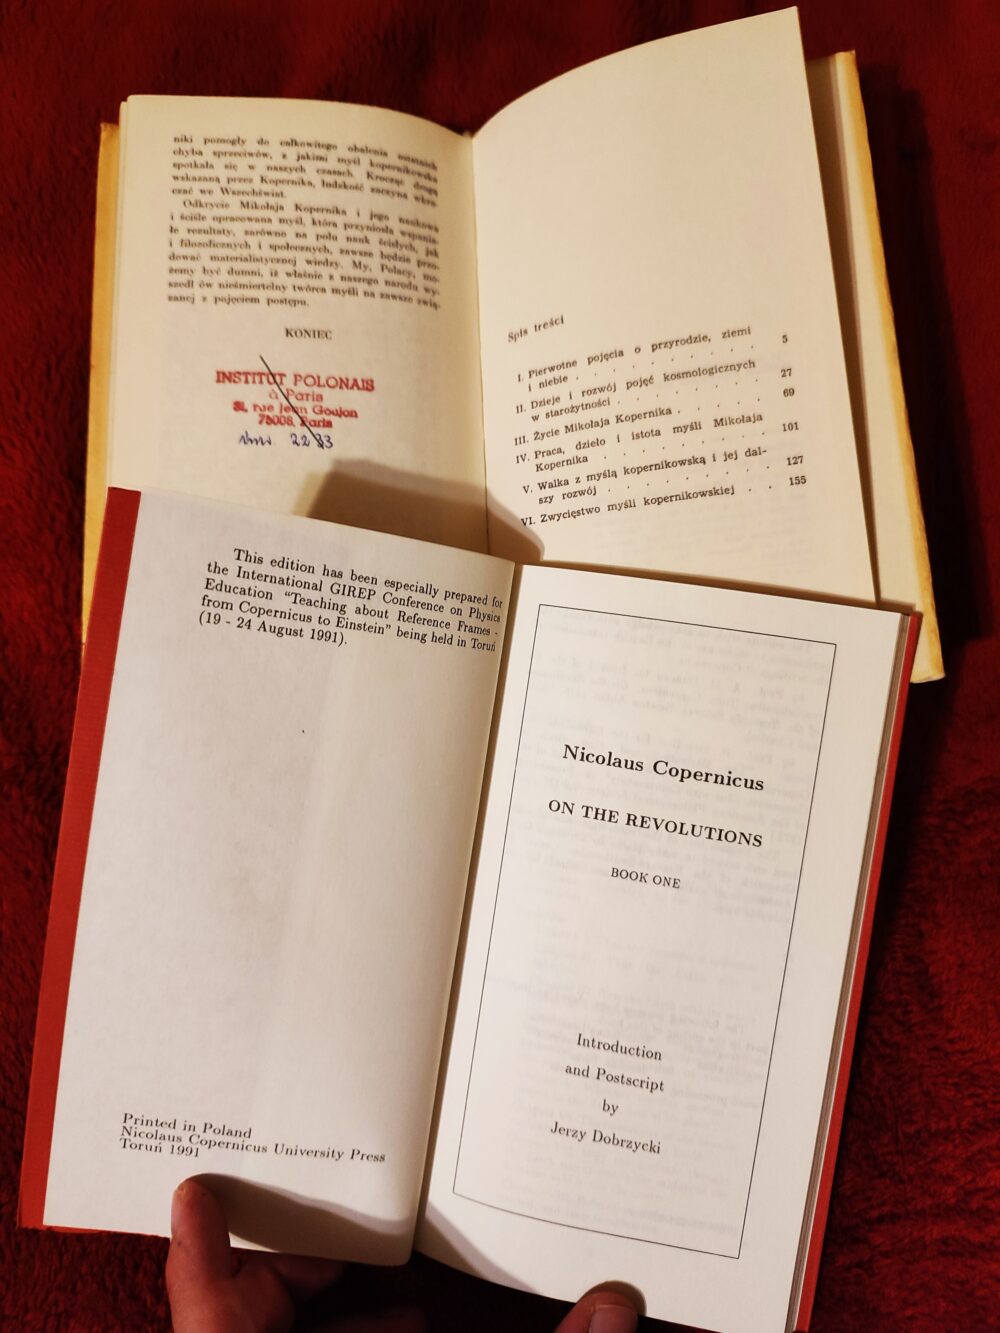 niki pomogły do całkowitego obalenia ostatnich
chyba sprzeciwów, z jakimi myśl kopernikowska
spotkała się w naszych czasach. Krocząc drogą
wskazaną przez Kopernika, ludzkość zaczyna wkra-
czać we Wszechświat.
Odkrycie Mikołaja Kopernika i jego naukowa
i ściśle opracowana myśl, która przyniosła wspania-
łe rezultaty, zarówno na polu nauk ścisłych, jak
i filozoficznych i społecznych, zawsze będzie przo-
dować materialistycznej wiedzy. My, Polacy, mo-
żemy być dumni, iż właśnie z naszego narodu wy-
szedł ów nieśmiertelny twórca myśli na zawsze zwią-
zanej z pojęciem postępu.
KONIEC
INSTITUT POLONAIS
à Paris
31, rue Jean Goujon
75008, Paris
2233
Spis treści
I. Pierwotne pojęcia o przyrodzie, ziemi
i niebie . . . . . . . . 5
II. Dzieje i rozwój pojęć kosmologicznych
w starożytności . . . . . . . 27
III. Życie Mikołaja Kopernika . . . . . 69
IV. Praca, dzieło i istota myśli Mikołaja
Kopernika . . . . . . . . 101
V. Walka z myślą kopernikowską i jej dal-
szy rozwój . . . . . . . . 127
VI. Zwycięstwo myśli kopernikowskiej . . 155
This edition has been especially prepared for
the International GIREP Conference on Physics
Education "Teaching about Reference Frames -
from Copernicus to Einstein" being held in Toruń
(19 - 24 August 1991).
Printed in Poland
Nicolaus Copernicus University Press
Toruń 1991
Nicolaus Copernicus
ON THE REVOLUTIONS
BOOK ONE
Introduction
and Postscript
by
Jerzy Dobrzycki